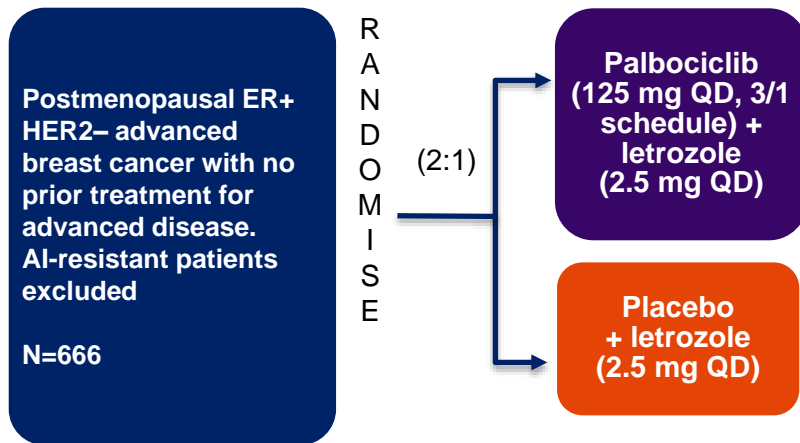 Postmenopausal ER+
HER2– advanced
breast cancer with no
prior treatment for
advanced disease.
AI-resistant patients
excluded
N=666
R
A
N
D
O
M
I
S
E
(2:1)
Palbociclib
(125 mg QD, 3/1
schedule) +
letrozole
(2.5 mg QD)
Placebo
+ letrozole
(2.5 mg QD)